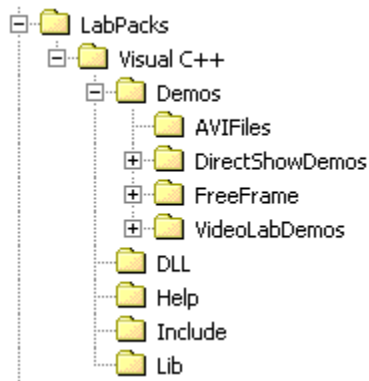 LabPacks
Visual C++
Demos
AVIFiles
DirectShowDemos
FreeFrame
VideoLabDemos
DLL
Help
Include
Lib